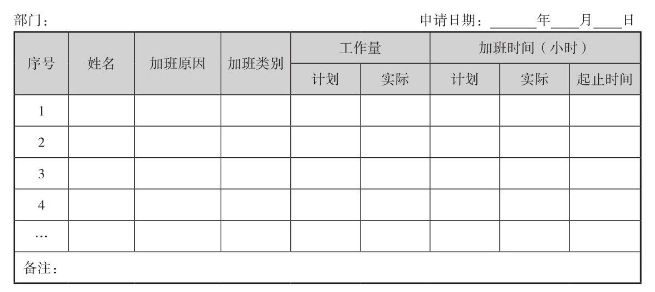 部门： 申请日期：______年____月____日
序号 姓名 加班原因 加班类别 工作量 加班时间（小时）
计划 实际 计划 实际 起止时间
1
2
3
4
…
备注：